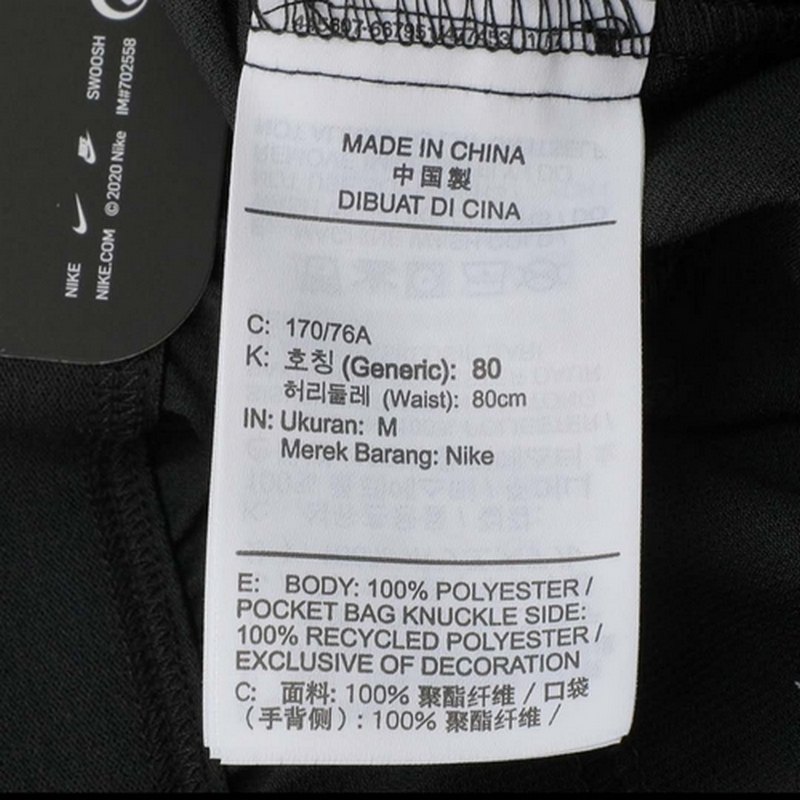 SWOOSH
IM#702558
NIKE
NIKE.COM © 2020 Nike
MADE IN CHINA
中国製
DIBUAT DI CINA
C: 170/76A
K: 호칭 (Generic): 80
허리둘레 (Waist): 80cm
IN: Ukuran: M
Merek Barang: Nike
E: BODY: 100% POLYESTER /
POCKET BAG KNUCKLE SIDE:
100% RECYCLED POLYESTER /
EXCLUSIVE OF DECORATION
C: 面料: 100% 聚酯纤维 / 口袋
(手背侧) : 100% 聚酯纤维 /